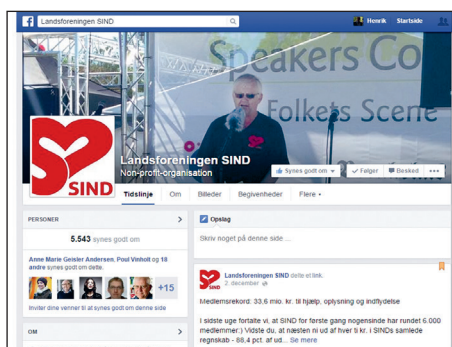 Landsforeningen SIND
Henrik Startside
Speakers Co
Folkets Scene
SIND
Landsforeningen SIND
Non-profit-organisation
Synes godt om Følger Besked
Tidslinje Om Billeder Begivenheder Flere
PERSONER
5.543 synes godt om
Anne Marie Geisler Andersen, Poul Vinholt og 18
andre synes godt om dette.
+15
Inviter dine venner til at synes godt om denne side
OM
Opslag
Skriv noget på denne side ...
SIND
Landsforeningen SIND dette et link.
2. december
Medlemsrekord: 33,6 mio. kr. til hjælp, oplysning og indflydelse
I sidste uge fortalte vi, at SIND for første gang nogensinde har rundet 6.000
medlemmer:) Vidste du, at næsten ni ud af hver ti kr. i SINDs samlede
regnskab - 88,4 pct. af ud... Se mere